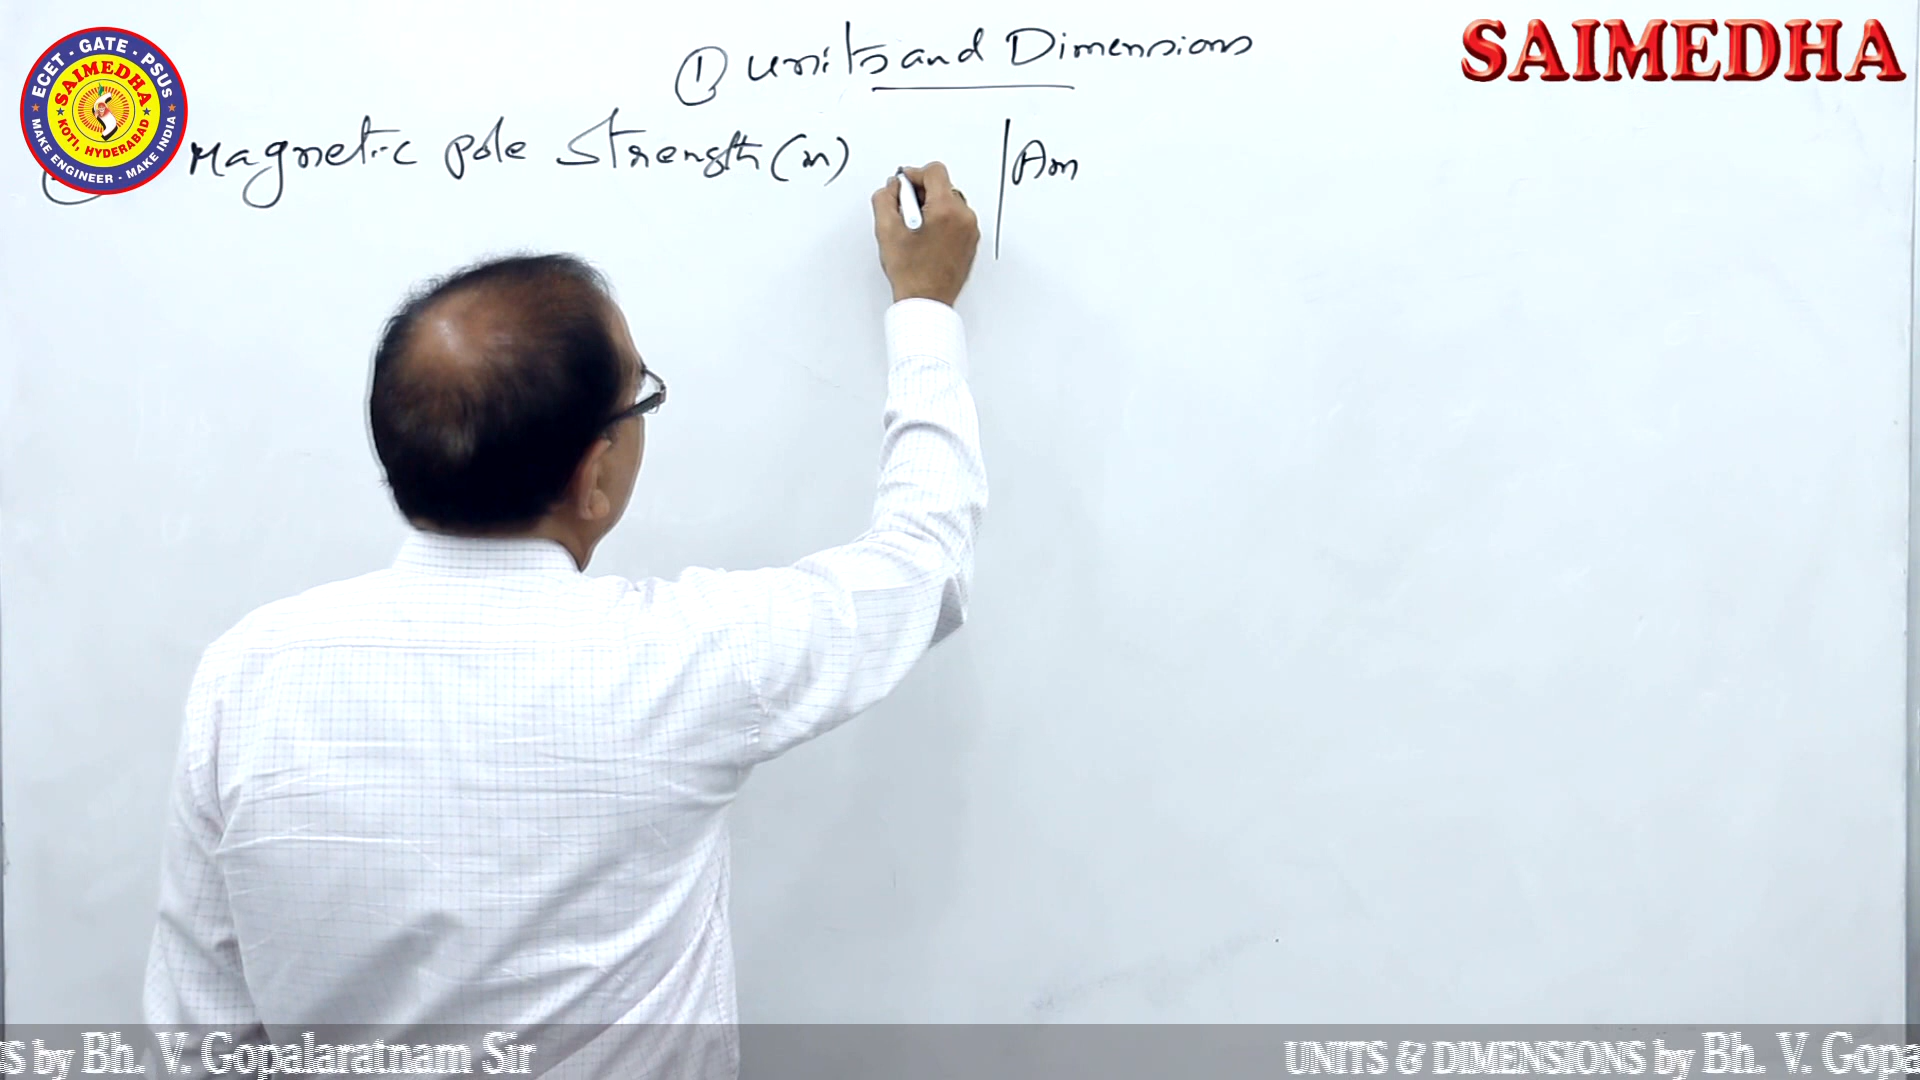 ECET - GATE - PSUS
SAIMEDHA
KOTI, HYDERABAD
MAKE ENGINEER - MAKE INDIA
SAIMEDHA
① Units and Dimensions
Magnetic pole Strength (m) Am
by Bh. V. Gopalaratnam Sir
UNITS & DIMENSIONS by Bh. V. Gopa